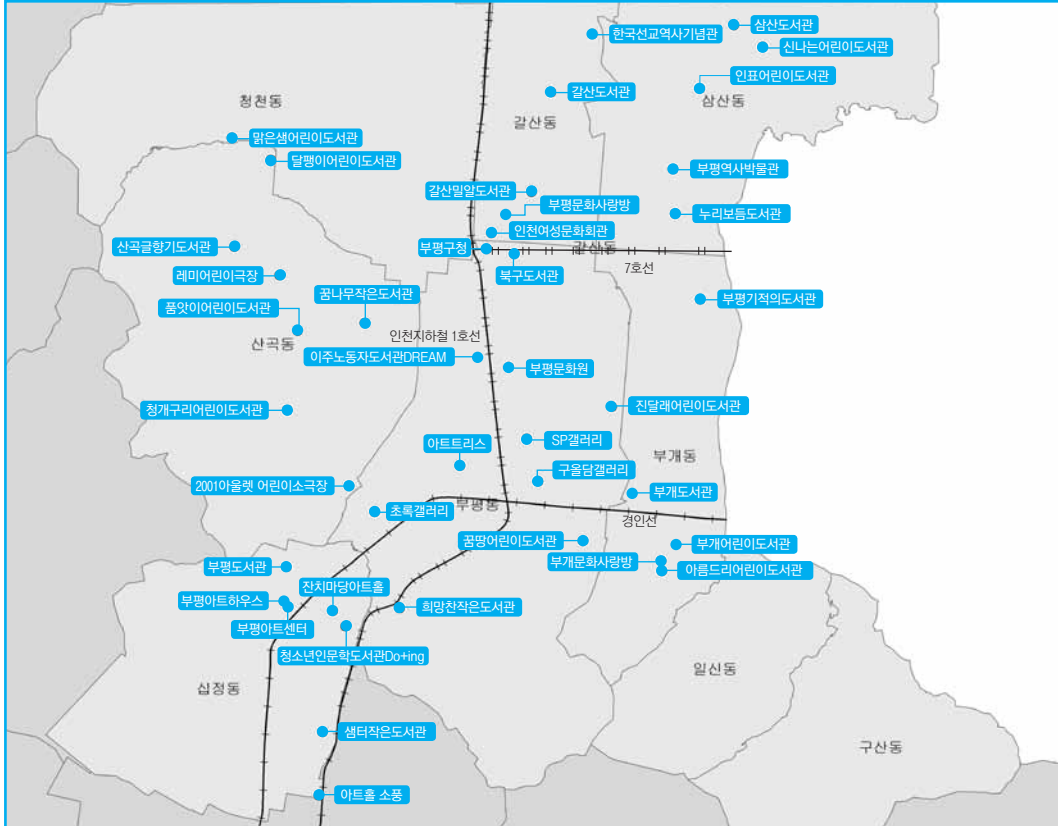 한국선교역사기념관
삼산도서관
신나는어린이도서관
인표어린이도서관
갈산도서관
삼산동
청천동
갈산동
맑은샘어린이도서관
달팽이어린이도서관
부평역사박물관
갈산밀알도서관
부평문화사랑방
누리보듬도서관
인천여성문화회관
산곡글향기도서관
부평구청
갈산동
7호선
북구도서관
레미어린이극장
꿈나무작은도서관
품앗이어린이도서관
부평기적의도서관
인천지하철 1호선
산곡동
이주노동자도서관DREAM
부평문화원
청개구리어린이도서관
진달래어린이도서관
아트트리스
SP갤러리
부개동
구올담갤러리
2001아울렛 어린이소극장
부개도서관
초록갤러리
부평동
경인선
꿈땅어린이도서관
부개어린이도서관
부개문화사랑방
아름드리어린이도서관
부평도서관
잔치마당아트홀
부평아트하우스
희망찬작은도서관
부평아트센터
청소년인문학도서관Do+ing
일신동
십정동
샘터작은도서관
구산동
아트홀 소풍